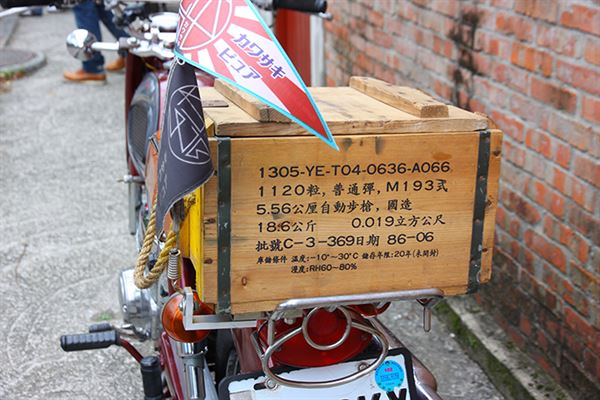 カワサキ
ピュア
1305-YE-T04-0636-A066
1120粒, 普通彈, M193式
5.56公厘自動步槍, 國造
18.6公斤 0.019立方公尺
批號C-3-369日期 86-06
庫儲條件 溫度:-10°~30°C 儲存年限:20年(未開封)
濕度:RH60~80%